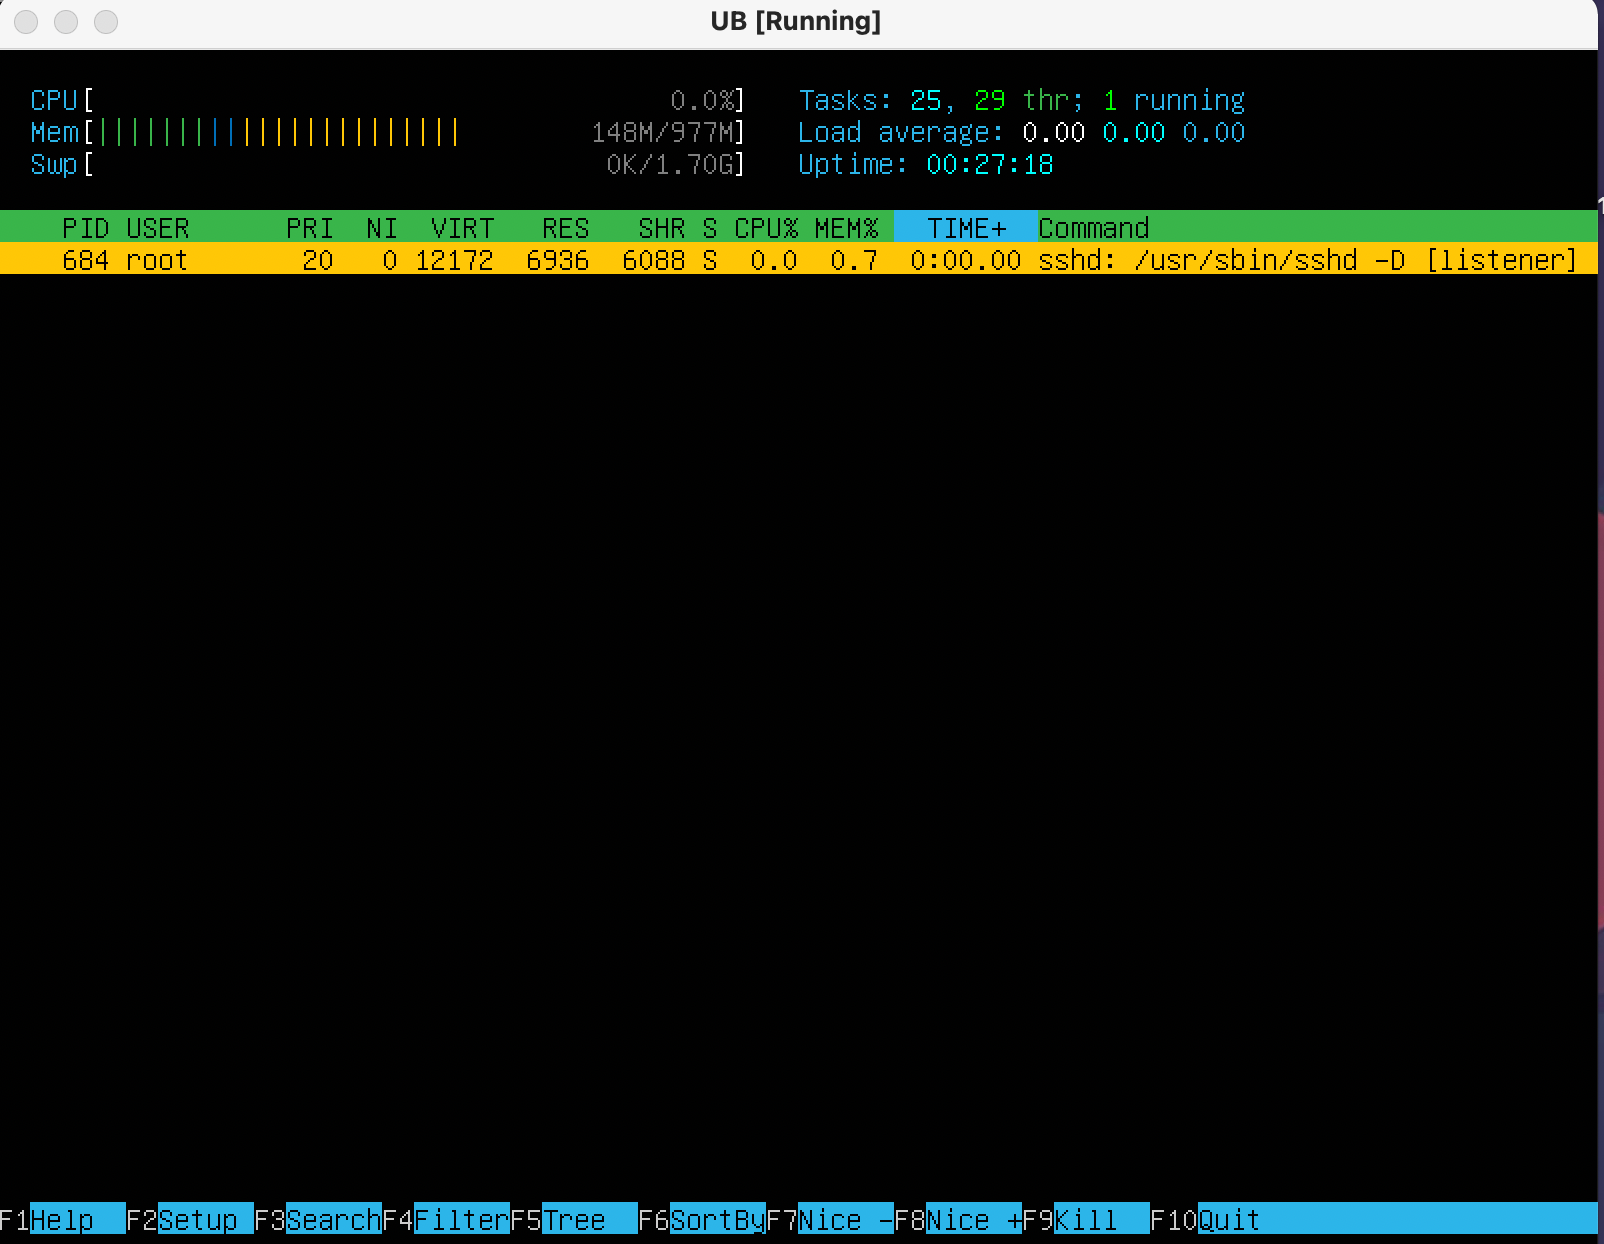 UB [Running]
CPU[ 0.0%] Tasks: 25, 29 thr; 1 running
Mem[||||||||||||||||||||||| 148M/977M] Load average: 0.00 0.00 0.00
Swp[ 0K/1.70G] Uptime: 00:27:18
PID USER PRI NI VIRT RES SHR S CPU% MEM% TIME+ Command
684 root 20 0 12172 6936 6088 S 0.0 0.7 0:00.00 sshd: /usr/sbin/sshd -D [listener]
F1Help F2Setup F3SearchF4FilterF5Tree F6SortByF7Nice -F8Nice +F9Kill F10Quit